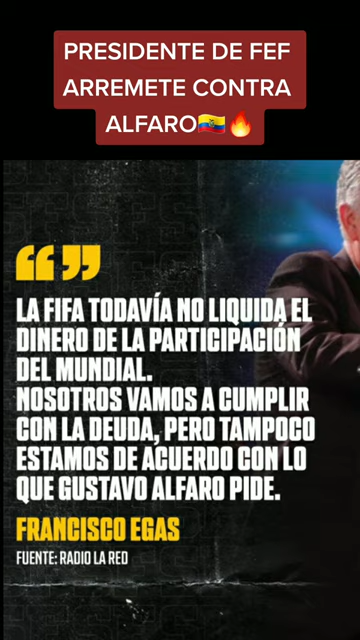 PRESIDENTE DE FEF
ARREMETE CONTRA
ALFARO🇪🇨🔥
LA FIFA TODAVÍA NO LIQUIDA EL
DINERO DE LA PARTICIPACIÓN
DEL MUNDIAL.
NOSOTROS VAMOS A CUMPLIR
CON LA DEUDA, PERO TAMPOCO
ESTAMOS DE ACUERDO CON LO
QUE GUSTAVO ALFARO PIDE.
FRANCISCO EGAS
FUENTE: RADIO LA RED